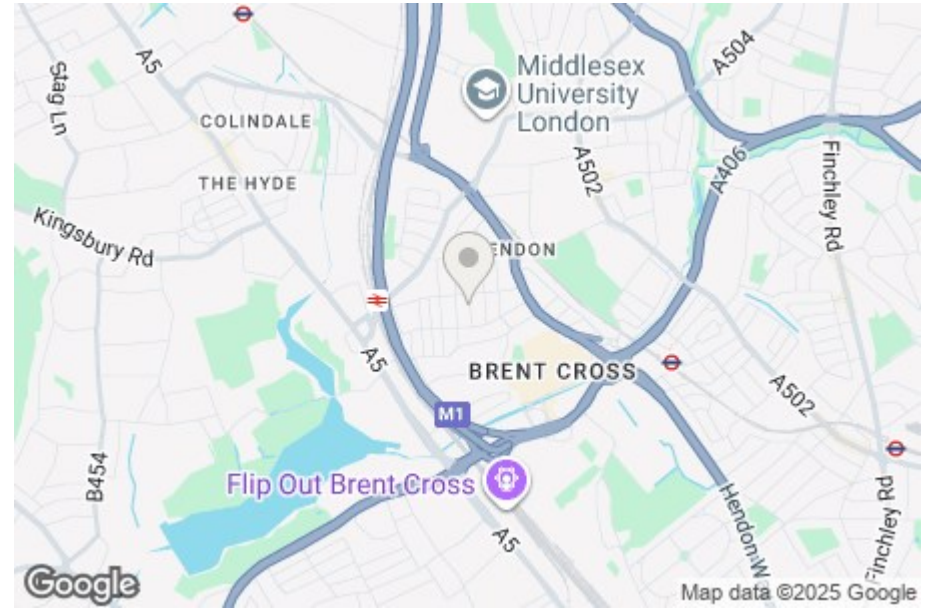 A5
Stag Ln
COLINDALE
THE HYDE
Kingsbury Rd
Middlesex
University
London
A504
A502
A406
Finchley Rd
ENDON
A5
BRENT CROSS
M1
A502
B454
Flip Out Brent Cross
A5
Hendon W
Finchley Rd
Google
Map data ©2025 Google